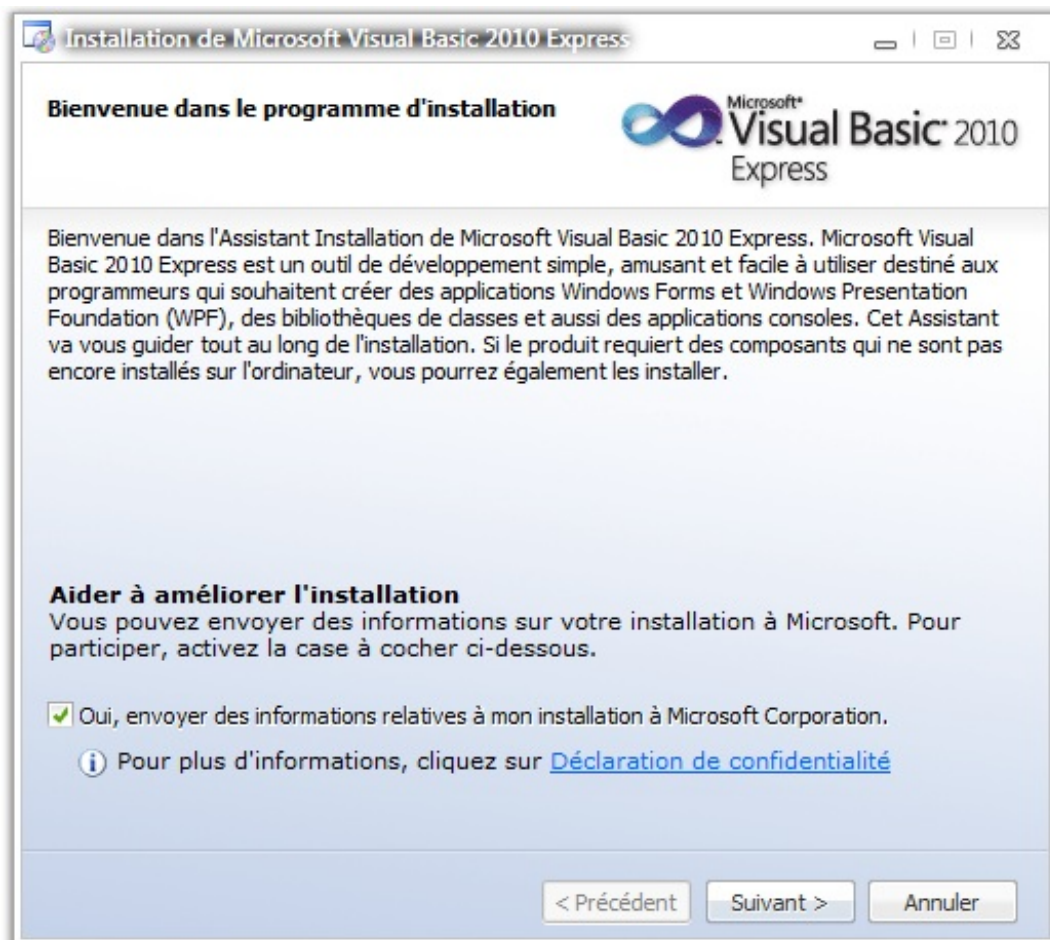 Installation de Microsoft Visual Basic 2010 Express
Bienvenue dans le programme d'installation
Microsoft®
Visual Basic® 2010
Express
Bienvenue dans l'Assistant Installation de Microsoft Visual Basic 2010 Express. Microsoft Visual
Basic 2010 Express est un outil de développement simple, amusant et facile à utiliser destiné aux
programmeurs qui souhaitent créer des applications Windows Forms et Windows Presentation
Foundation (WPF), des bibliothèques de classes et aussi des applications consoles. Cet Assistant
va vous guider tout au long de l'installation. Si le produit requiert des composants qui ne sont pas
encore installés sur l'ordinateur, vous pourrez également les installer.
Aider à améliorer l'installation
Vous pouvez envoyer des informations sur votre installation à Microsoft. Pour
participer, activez la case à cocher ci-dessous.
Oui, envoyer des informations relatives à mon installation à Microsoft Corporation.
Pour plus d'informations, cliquez sur Déclaration de confidentialité
< Précédent Suivant > Annuler